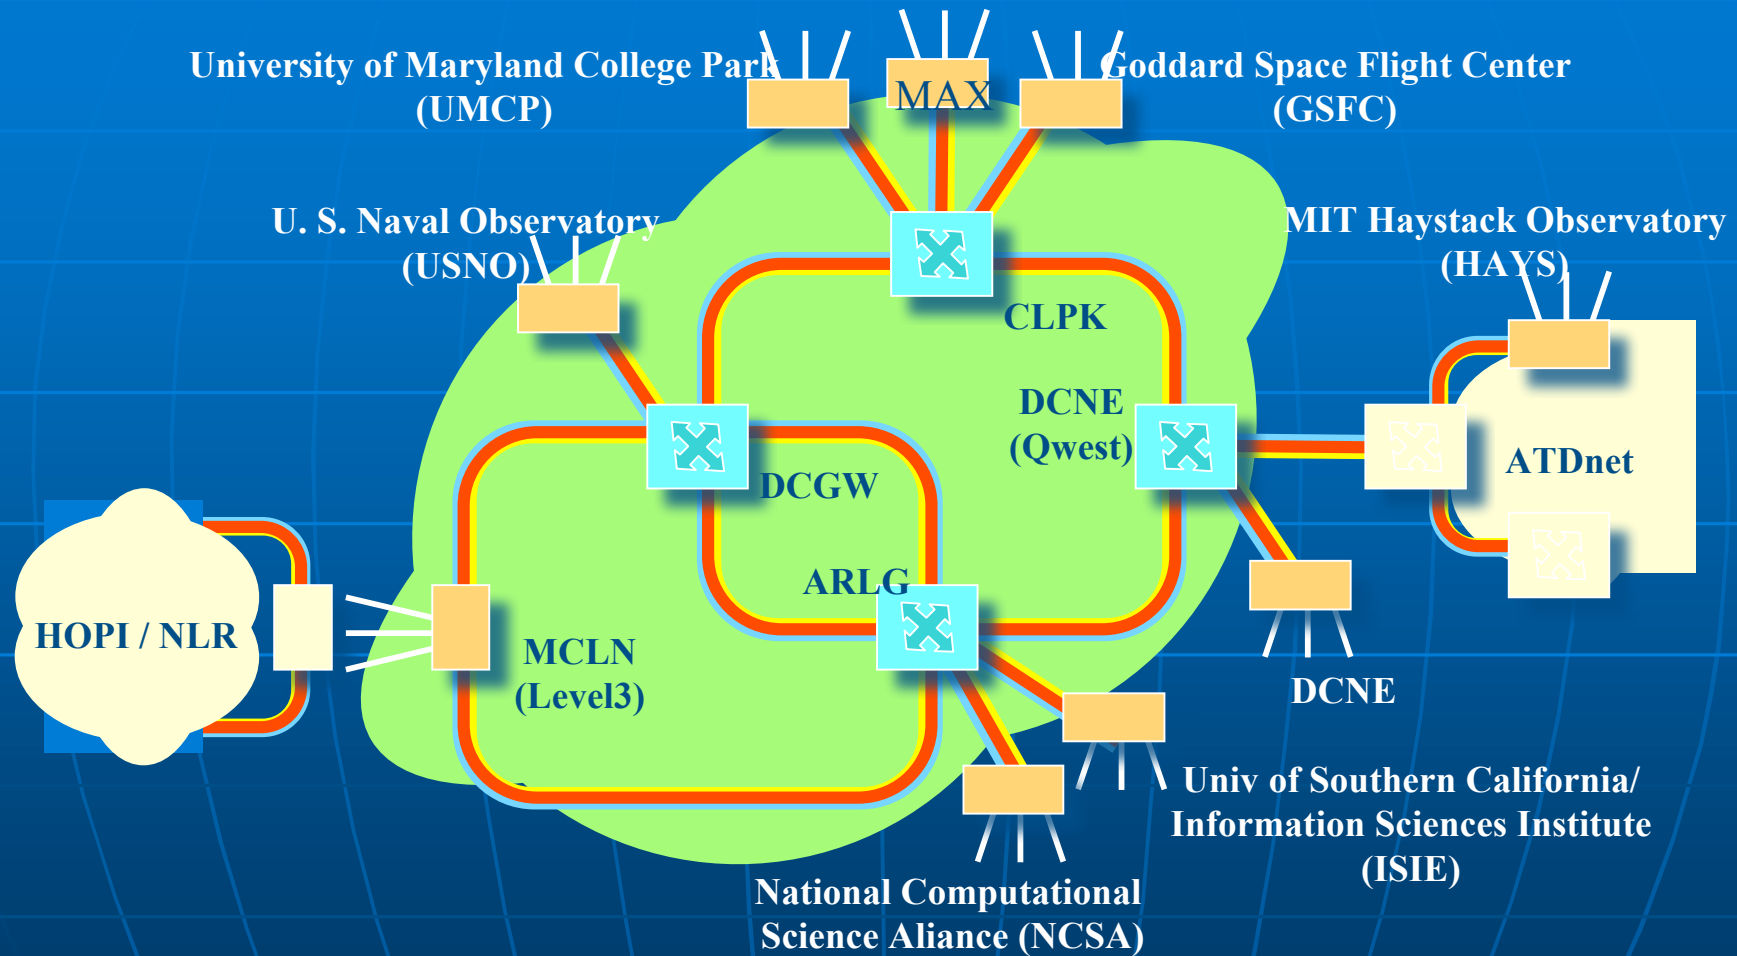 University of Maryland College Park
(UMCP)
MAX
Goddard Space Flight Center
(GSFC)
U. S. Naval Observatory
(USNO)
MIT Haystack Observatory
(HAYS)
CLPK
DCNE
(Qwest)
DCGW
ATDnet
ARLG
HOPI / NLR
MCLN
(Level3)
DCNE
Univ of Southern California/
Information Sciences Institute
(ISIE)
National Computational
Science Aliance (NCSA)